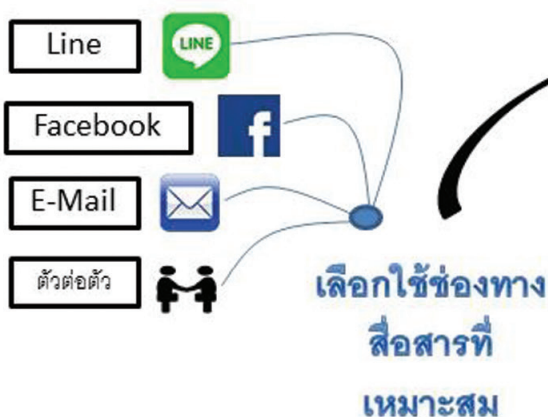 Line
LINE
Facebook
f
E-Mail
ตัวต่อตัว
เลือกใช้ช่องทาง
สื่อสารที่
เหมาะสม